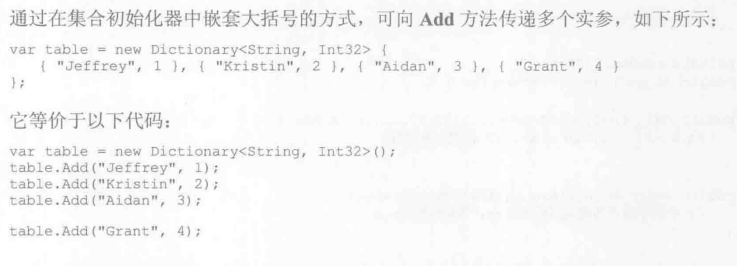 通过在集合初始化器中嵌套大括号的方式，可向 Add 方法传递多个实参，如下所示：
var table = new Dictionary<String, Int32> {
   { "Jeffrey", 1 }, { "Kristin", 2 }, { "Aidan", 3 }, { "Grant", 4 }
};
它等价于以下代码：
var table = new Dictionary<String, Int32>();
table.Add("Jeffrey", 1);
table.Add("Kristin", 2);
table.Add("Aidan", 3);
table.Add("Grant", 4);